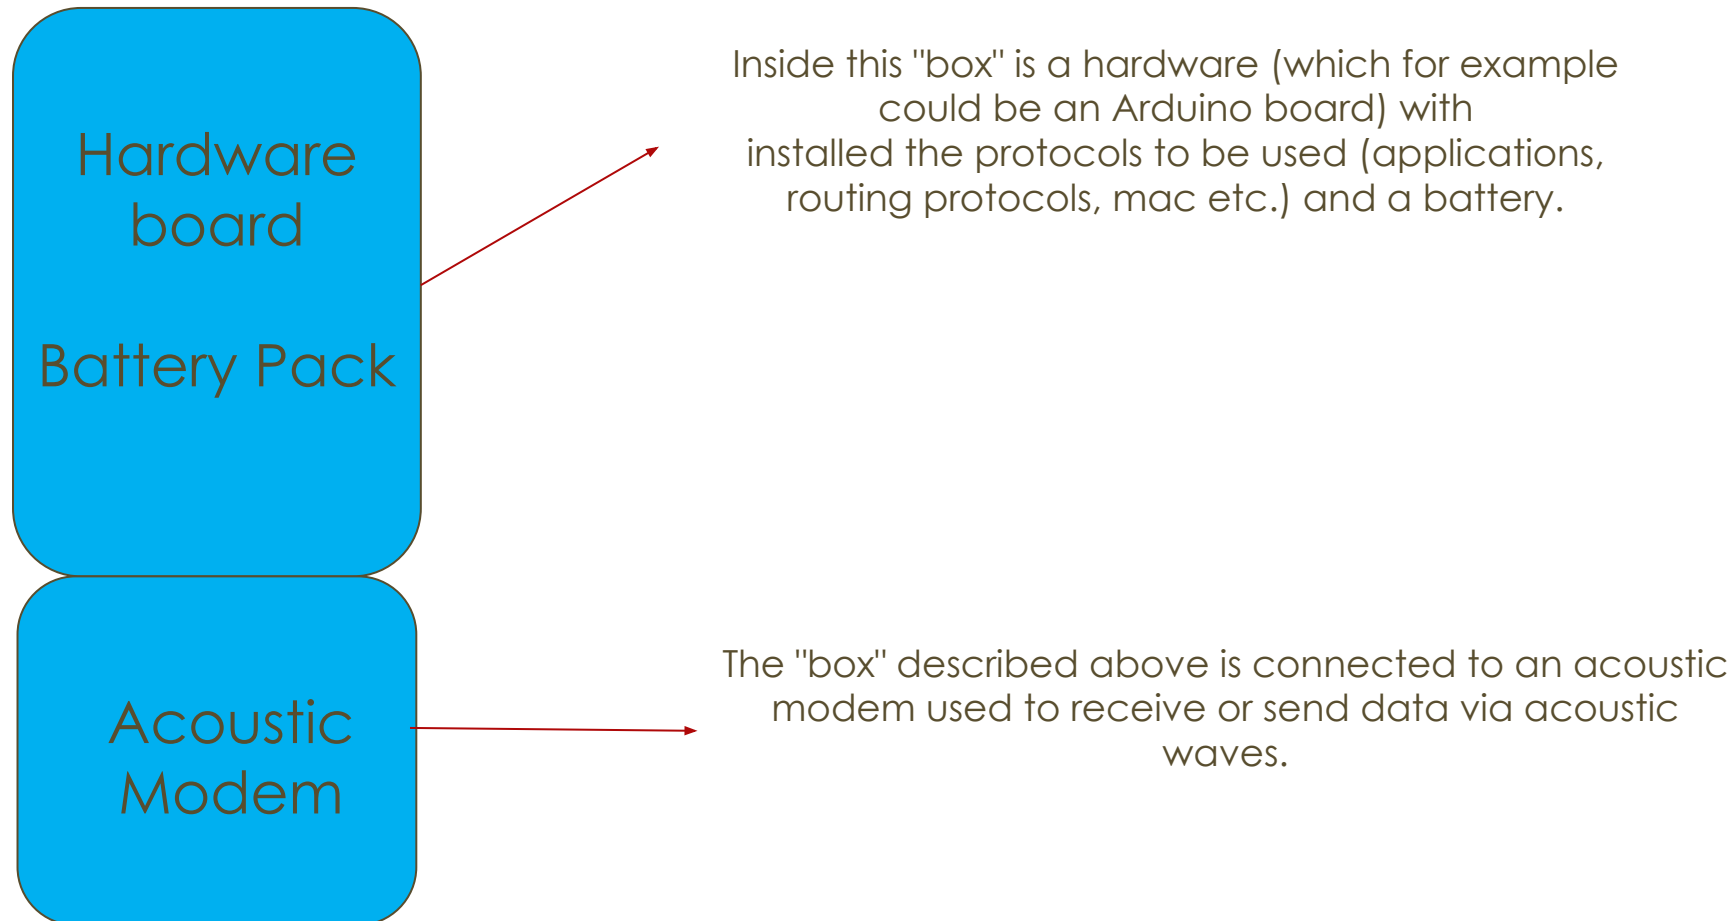 Hardware
board
Battery Pack
Inside this "box" is a hardware (which for example
could be an Arduino board) with
installed the protocols to be used (applications,
routing protocols, mac etc.) and a battery.
Acoustic
Modem
The "box" described above is connected to an acoustic
modem used to receive or send data via acoustic
waves.